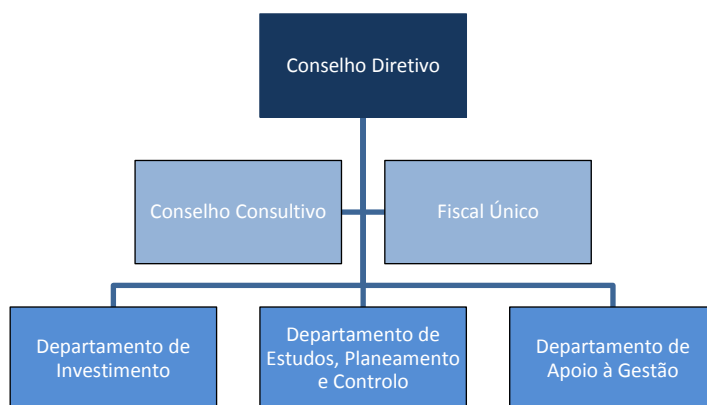 Conselho Diretivo
Conselho Consultivo
Fiscal Único
Departamento de
Investimento
Departamento de
Estudos, Planeamento
e Controlo
Departamento de
Apoio à Gestão